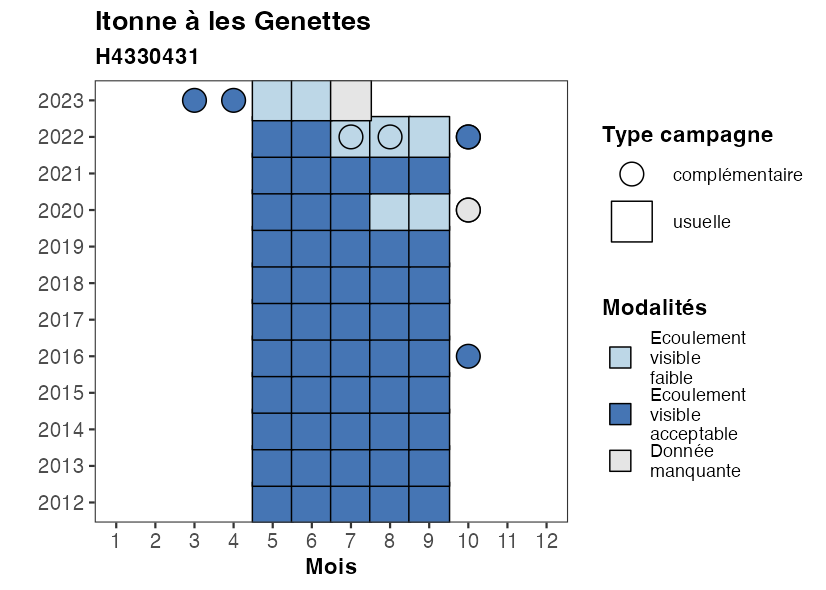 Itonne à les Genettes
H4330431
2023
2022
2021
2020
2019
2018
2017
2016
2015
2014
2013
2012
1 2 3 4 5 6 7 8 9 10 11 12
Mois
Type campagne
complémentaire
usuelle
Modalités
Ecoulement
visible
faible
Ecoulement
visible
acceptable
Donnée
manquante